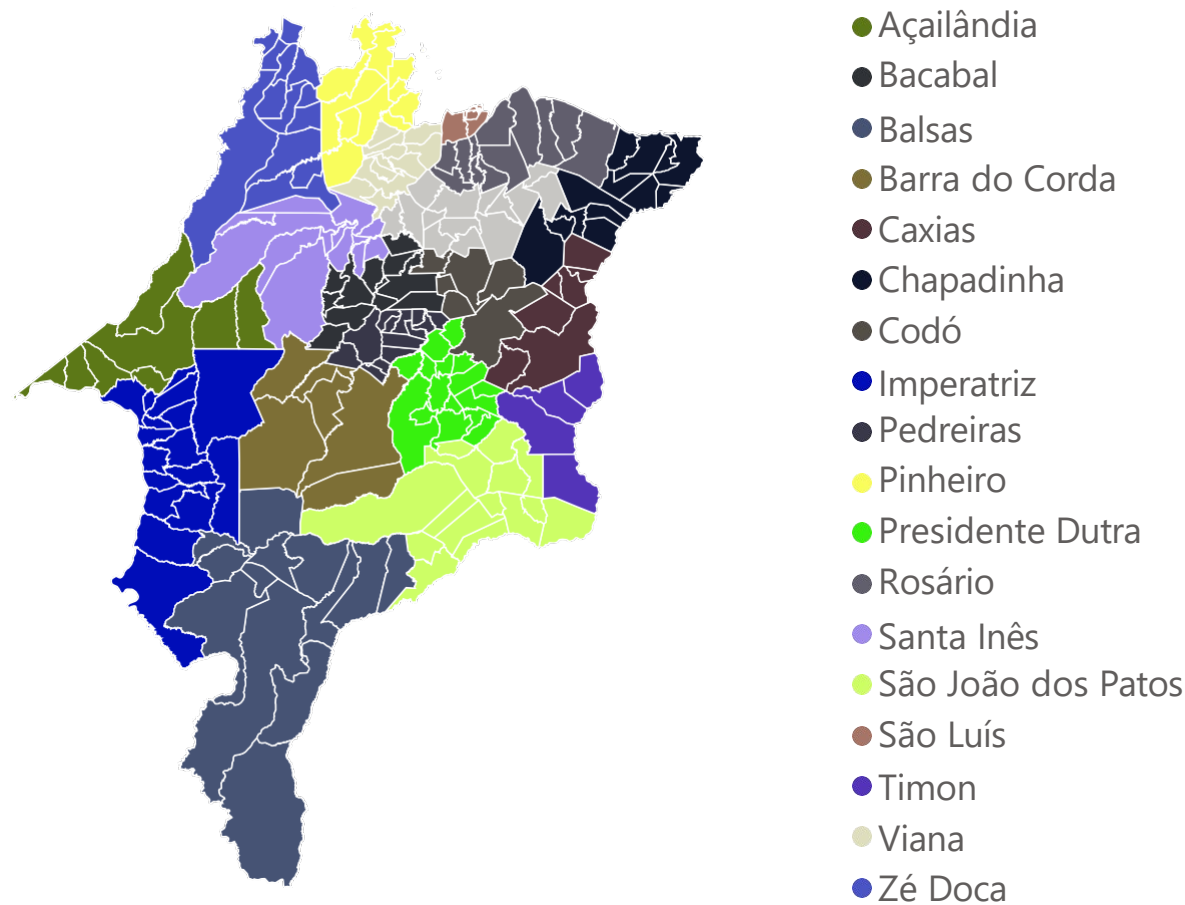 Açailândia
Bacabal
Balsas
Barra do Corda
Caxias
Chapadinha
Codó
Imperatriz
Pedreiras
Pinheiro
Presidente Dutra
Rosário
Santa Inês
São João dos Patos
São Luís
Timon
Viana
Zé Doca